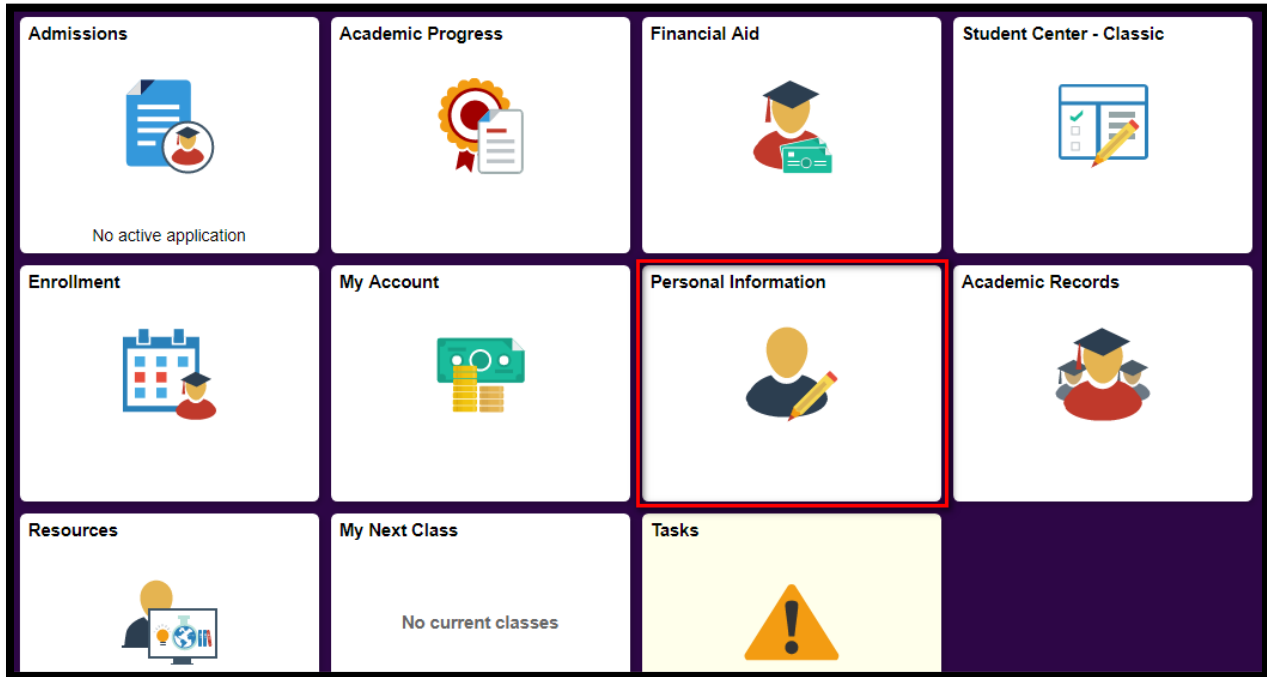 Admissions
Academic Progress
Financial Aid
Student Center - Classic
No active application
Enrollment
My Account
Personal Information
Academic Records
Resources
My Next Class
Tasks
No current classes